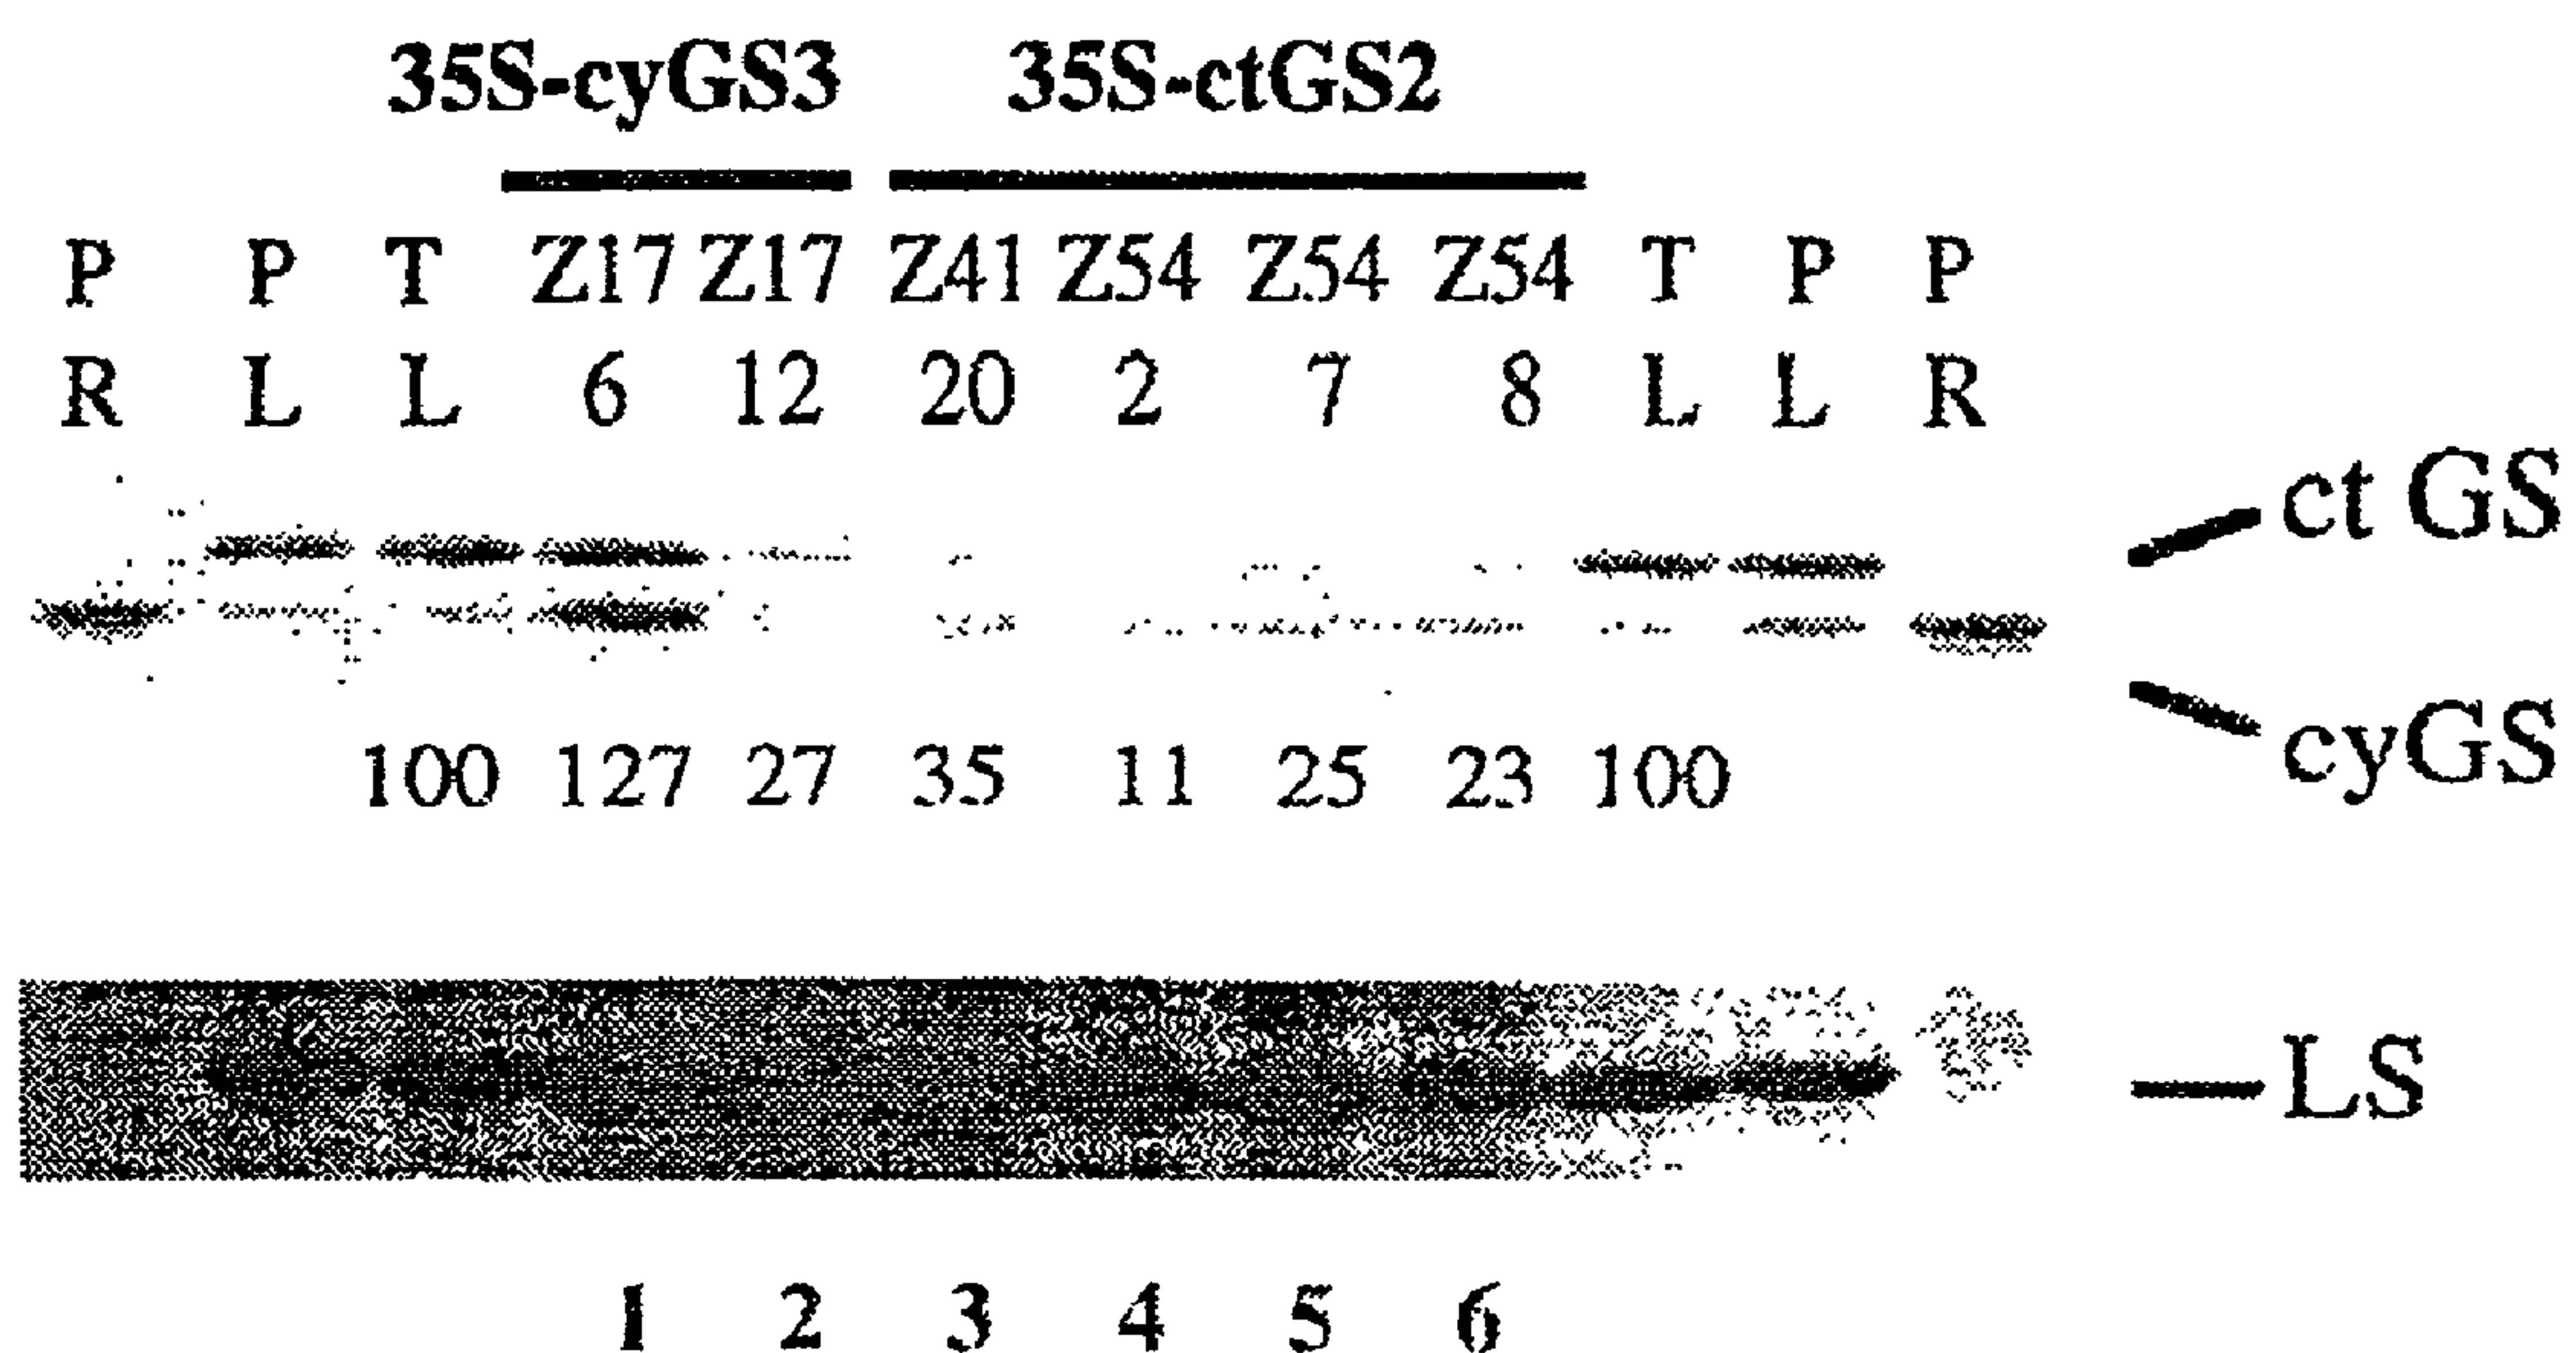 35S-cyGS3 35S-ctGS2
P P T Z17 Z17 Z41 Z54 Z54 Z54 T P P
R L L 6 12 20 2 7 8 L L R
ct GS
cyGS
100 127 27 35 11 25 23 100
LS
1 2 3 4 5 6